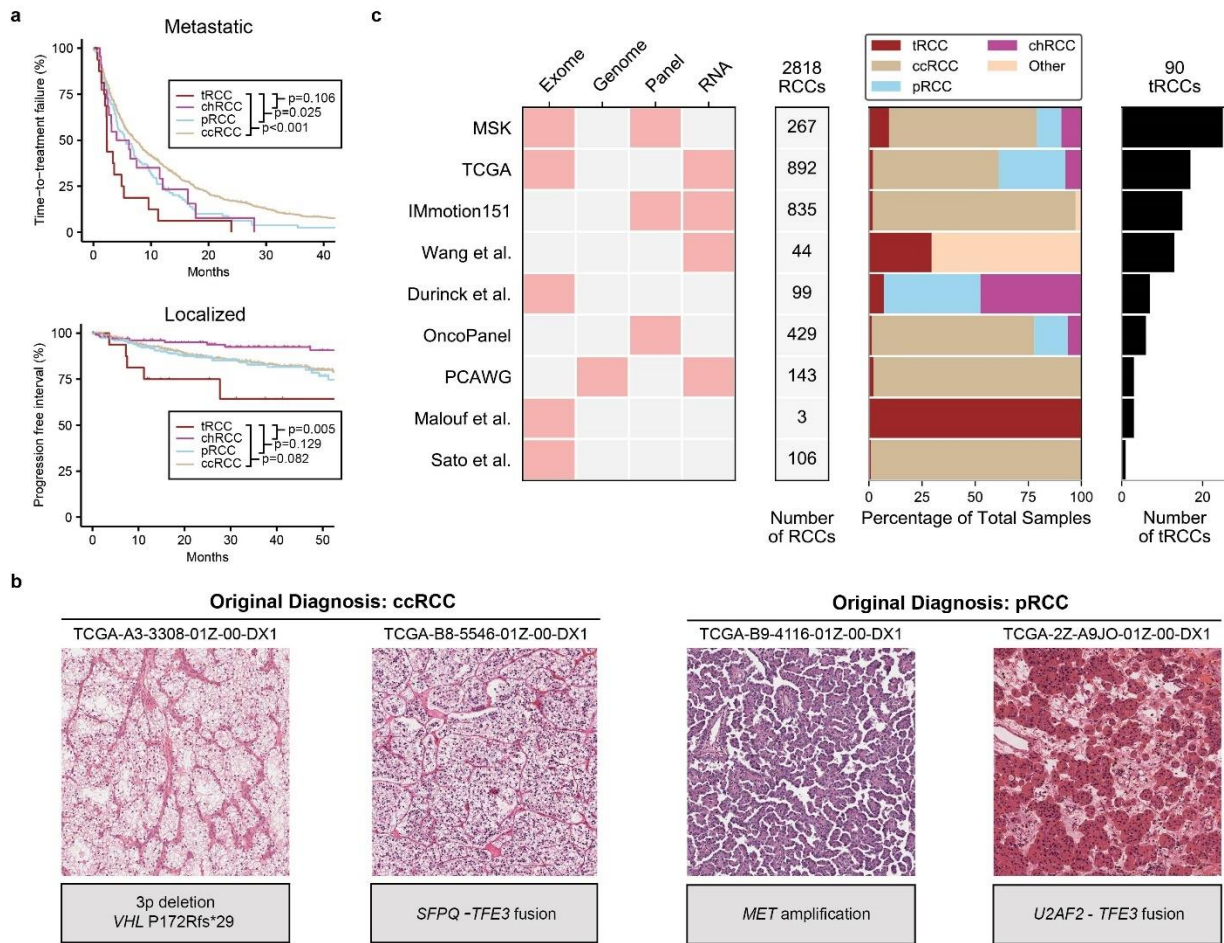 a
Metastatic
Time-to-treatment failure (%)
100
75
50
25
0
0 10 20 30 40
Months
tRCC
chRCC
pRCC
ccRCC
p=0.106
p=0.025
p<0.001
Localized
Progression free interval (%)
100
75
50
25
0
0 10 20 30 40 50
Months
tRCC
chRCC
pRCC
ccRCC
p=0.005
p=0.129
p=0.082
c
Exome Genome Panel RNA
2818
RCCs
tRCC chRCC
ccRCC Other
pRCC
90
tRCCs
MSK 267
TCGA 892
IMmotion151 835
Wang et al. 44
Durinck et al. 99
OncoPanel 429
PCAWG 143
Malouf et al. 3
Sato et al. 106
0 25 50 75 100
0 20
Number
of RCCs
Percentage of Total Samples
Number
of tRCCs
b
Original Diagnosis: ccRCC
TCGA-A3-3308-01Z-00-DX1 TCGA-B8-5546-01Z-00-DX1
3p deletion
VHL P172Rfs*29
SFPQ -TFE3 fusion
Original Diagnosis: pRCC
TCGA-B9-4116-01Z-00-DX1 TCGA-2Z-A9JO-01Z-00-DX1
MET amplification
U2AF2 - TFE3 fusion